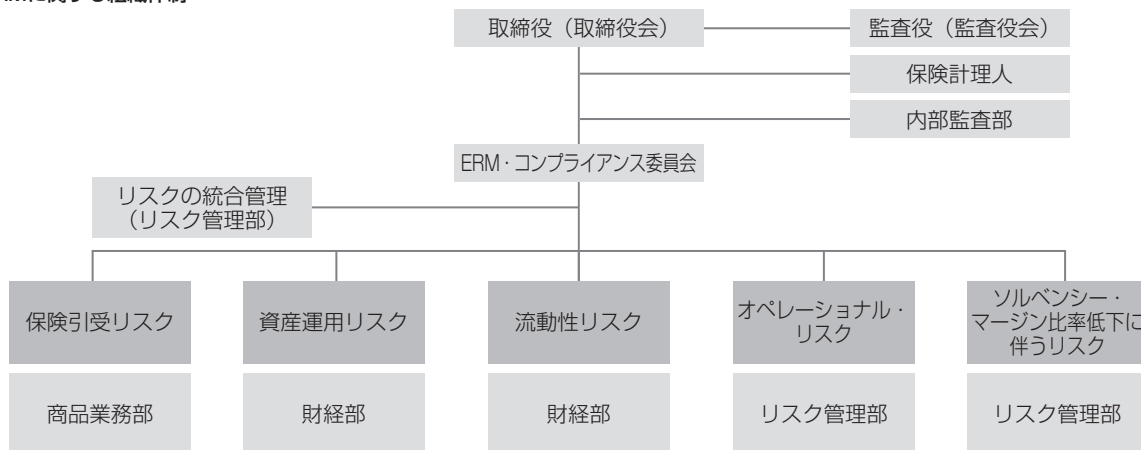 取締役（取締役会）
監査役（監査役会）
保険計理人
内部監査部
ERM・コンプライアンス委員会
リスクの統合管理
（リスク管理部）
保険引受リスク
資産運用リスク
流動性リスク
オペレーショナル・
リスク
ソルベンシー・
マージン比率低下に
伴うリスク
商品業務部
財経部
財経部
リスク管理部
リスク管理部